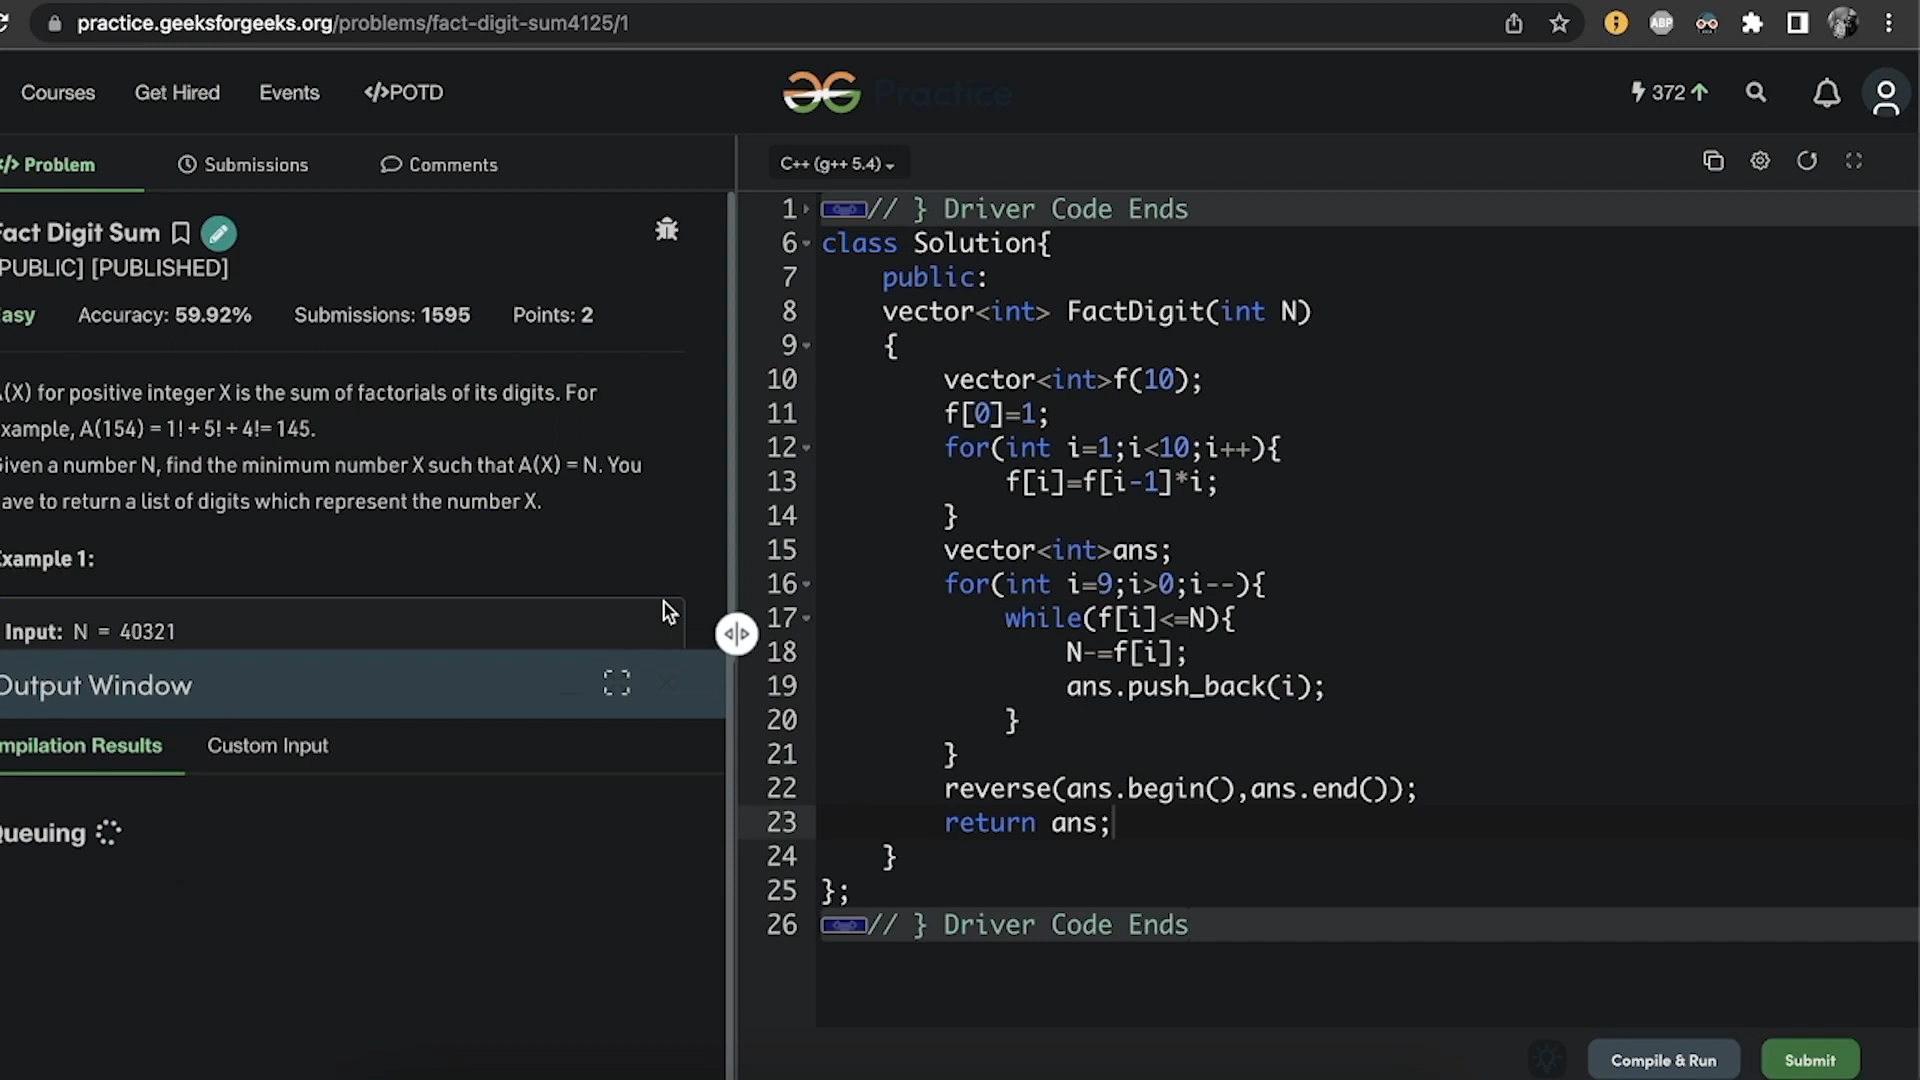 practice.geeksforgeeks.org/problems/fact-digit-sum4125/1
ABP
Courses Get Hired Events </>POTD
Practice
372
</> Problem Submissions Comments
C++ (g++ 5.4)
Fact Digit Sum
[PUBLIC] [PUBLISHED]
Easy Accuracy: 59.92% Submissions: 1595 Points: 2
A(X) for positive integer X is the sum of factorials of its digits. For
example, A(154) = 1! + 5! + 4!= 145.
Given a number N, find the minimum number X such that A(X) = N. You
have to return a list of digits which represent the number X.
Example 1:
Input: N = 40321
Output Window
mpilation Results Custom Input
Queuing
1 // } Driver Code Ends
6 class Solution{
7 public:
8 vector<int> FactDigit(int N)
9 {
10 vector<int>f(10);
11 f[0]=1;
12 for(int i=1;i<10;i++){
13 f[i]=f[i-1]*i;
14 }
15 vector<int>ans;
16 for(int i=9;i>0;i--){
17 while(f[i]<=N){
18 N-=f[i];
19 ans.push_back(i);
20 }
21 }
22 reverse(ans.begin(),ans.end());
23 return ans;
24 }
25 };
26 // } Driver Code Ends
Compile & Run Submit